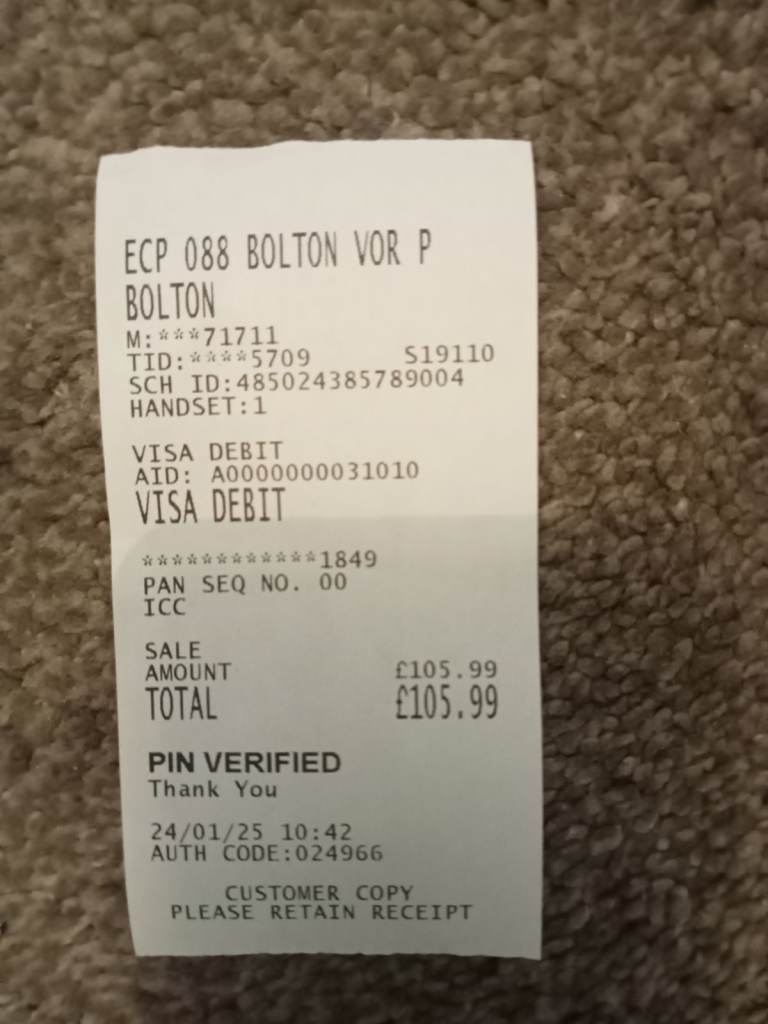 ECP 088 BOLTON VOR P
BOLTON
M:***71711
TID:****5709 S19110
SCH ID:485024385789004
HANDSET:1
VISA DEBIT
AID: A0000000031010
VISA DEBIT
************1849
PAN SEQ NO. 00
ICC
SALE
AMOUNT £105.99
TOTAL £105.99
PIN VERIFIED
Thank You
24/01/25 10:42
AUTH CODE:024966
CUSTOMER COPY
PLEASE RETAIN RECEIPT